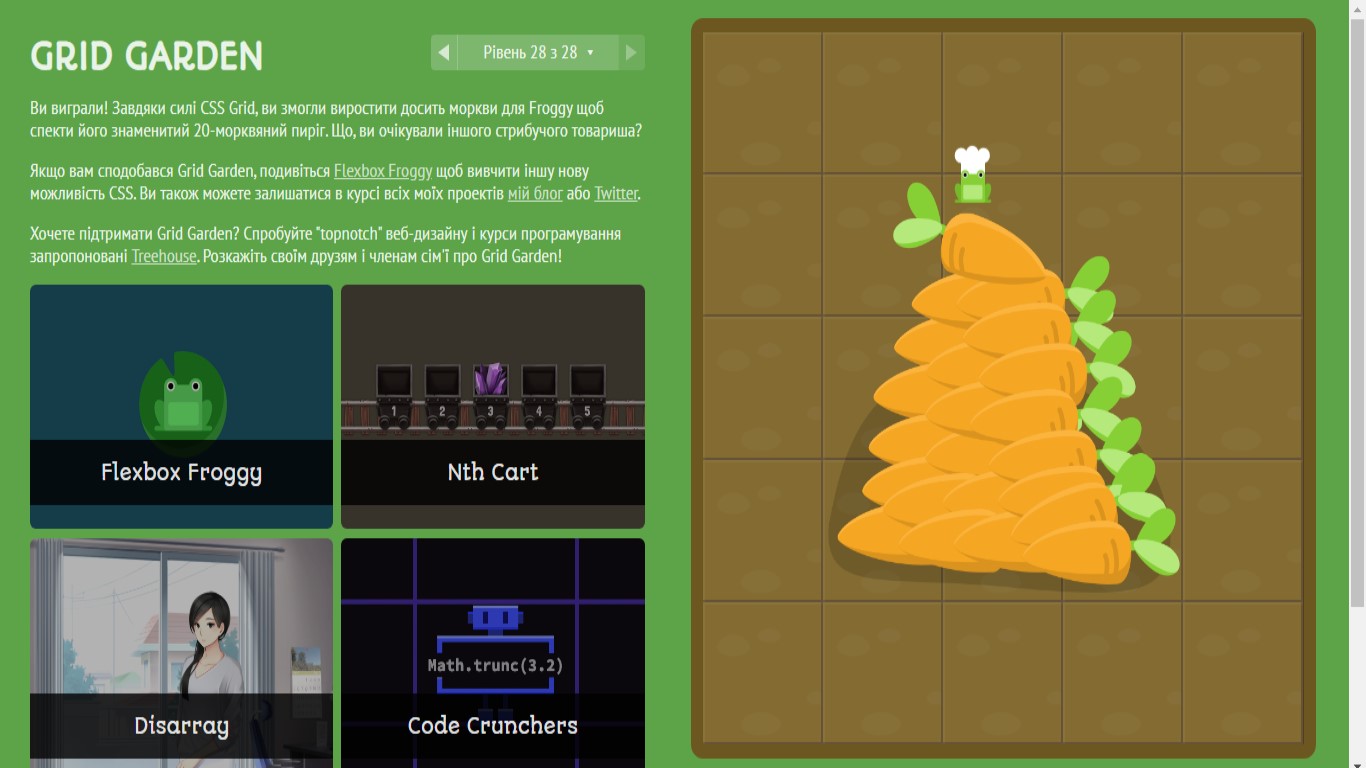 GRID GARDEN
Рівень 28 з 28
Ви виграли! Завдяки силі CSS Grid, ви змогли виростити досить моркви для Froggy щоб
спекти його знаменитий 20-морквяний пиріг. Що, ви очікували іншого стрибучого товариша?
Якщо вам сподобався Grid Garden, подивіться Flexbox Froggy щоб вивчити іншу нову
можливість CSS. Ви також можете залишатися в курсі всіх моїх проектів мій блог або Twitter.
Хочете підтримати Grid Garden? Спробуйте "topnotch" веб-дизайну і курси програмування
запропоновані Treehouse. Розкажіть своїм друзям і членам сім'ї про Grid Garden!
Flexbox Froggy
1 2 3 4 5
Nth Cart
Disarray
Math.trunc(3.2)
Code Crunchers